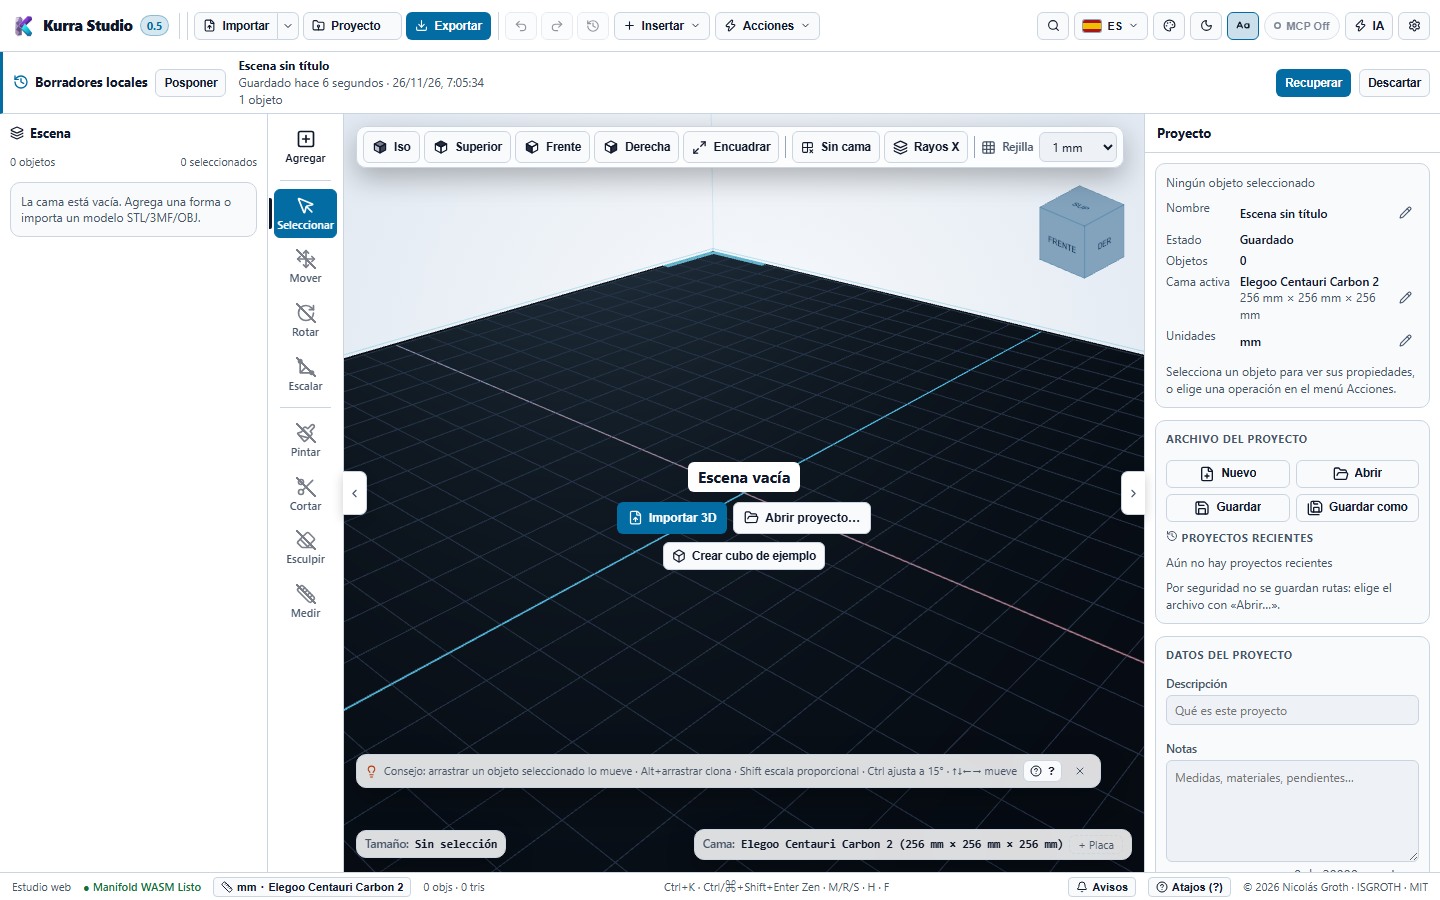 Kurra Studio 0.5 Importar Proyecto Exportar Insertar Acciones ES Aa MCP Off IA
Borradores locales Posponer
Escena sin título
Guardado hace 6 segundos · 26/11/26, 7:05:34
1 objeto
Recuperar Descartar
Escena
0 objetos 0 seleccionados
La cama está vacía. Agrega una forma o
importa un modelo STL/3MF/OBJ.
Agregar
Seleccionar
Mover
Rotar
Escalar
Pintar
Cortar
Esculpir
Medir
Iso Superior Frente Derecha Encuadrar Sin cama Rayos X Rejilla 1 mm
SUP
FRENTE DER
Escena vacía
Importar 3D Abrir proyecto...
Crear cubo de ejemplo
Consejo: arrastrar un objeto seleccionado lo mueve · Alt+arrastrar clona · Shift escala proporcional · Ctrl ajusta a 15° · ↑↓←→ mueve ?
Tamaño: Sin selección
Cama: Elegoo Centauri Carbon 2 (256 mm × 256 mm × 256 mm) + Placa
Proyecto
Ningún objeto seleccionado
Nombre Escena sin título
Estado Guardado
Objetos 0
Cama activa Elegoo Centauri Carbon 2
256 mm × 256 mm × 256
mm
Unidades mm
Selecciona un objeto para ver sus propiedades,
o elige una operación en el menú Acciones.
ARCHIVO DEL PROYECTO
Nuevo Abrir
Guardar Guardar como
PROYECTOS RECIENTES
Aún no hay proyectos recientes
Por seguridad no se guardan rutas: elige el
archivo con «Abrir...».
DATOS DEL PROYECTO
Descripción
Qué es este proyecto
Notas
Medidas, materiales, pendientes...
Estudio web ● Manifold WASM Listo mm · Elegoo Centauri Carbon 2 0 objs · 0 tris Ctrl+K · Ctrl/⌘+Shift+Enter Zen · M/R/S · H · F Avisos Atajos (?) © 2026 Nicolás Groth · ISGROTH · MIT